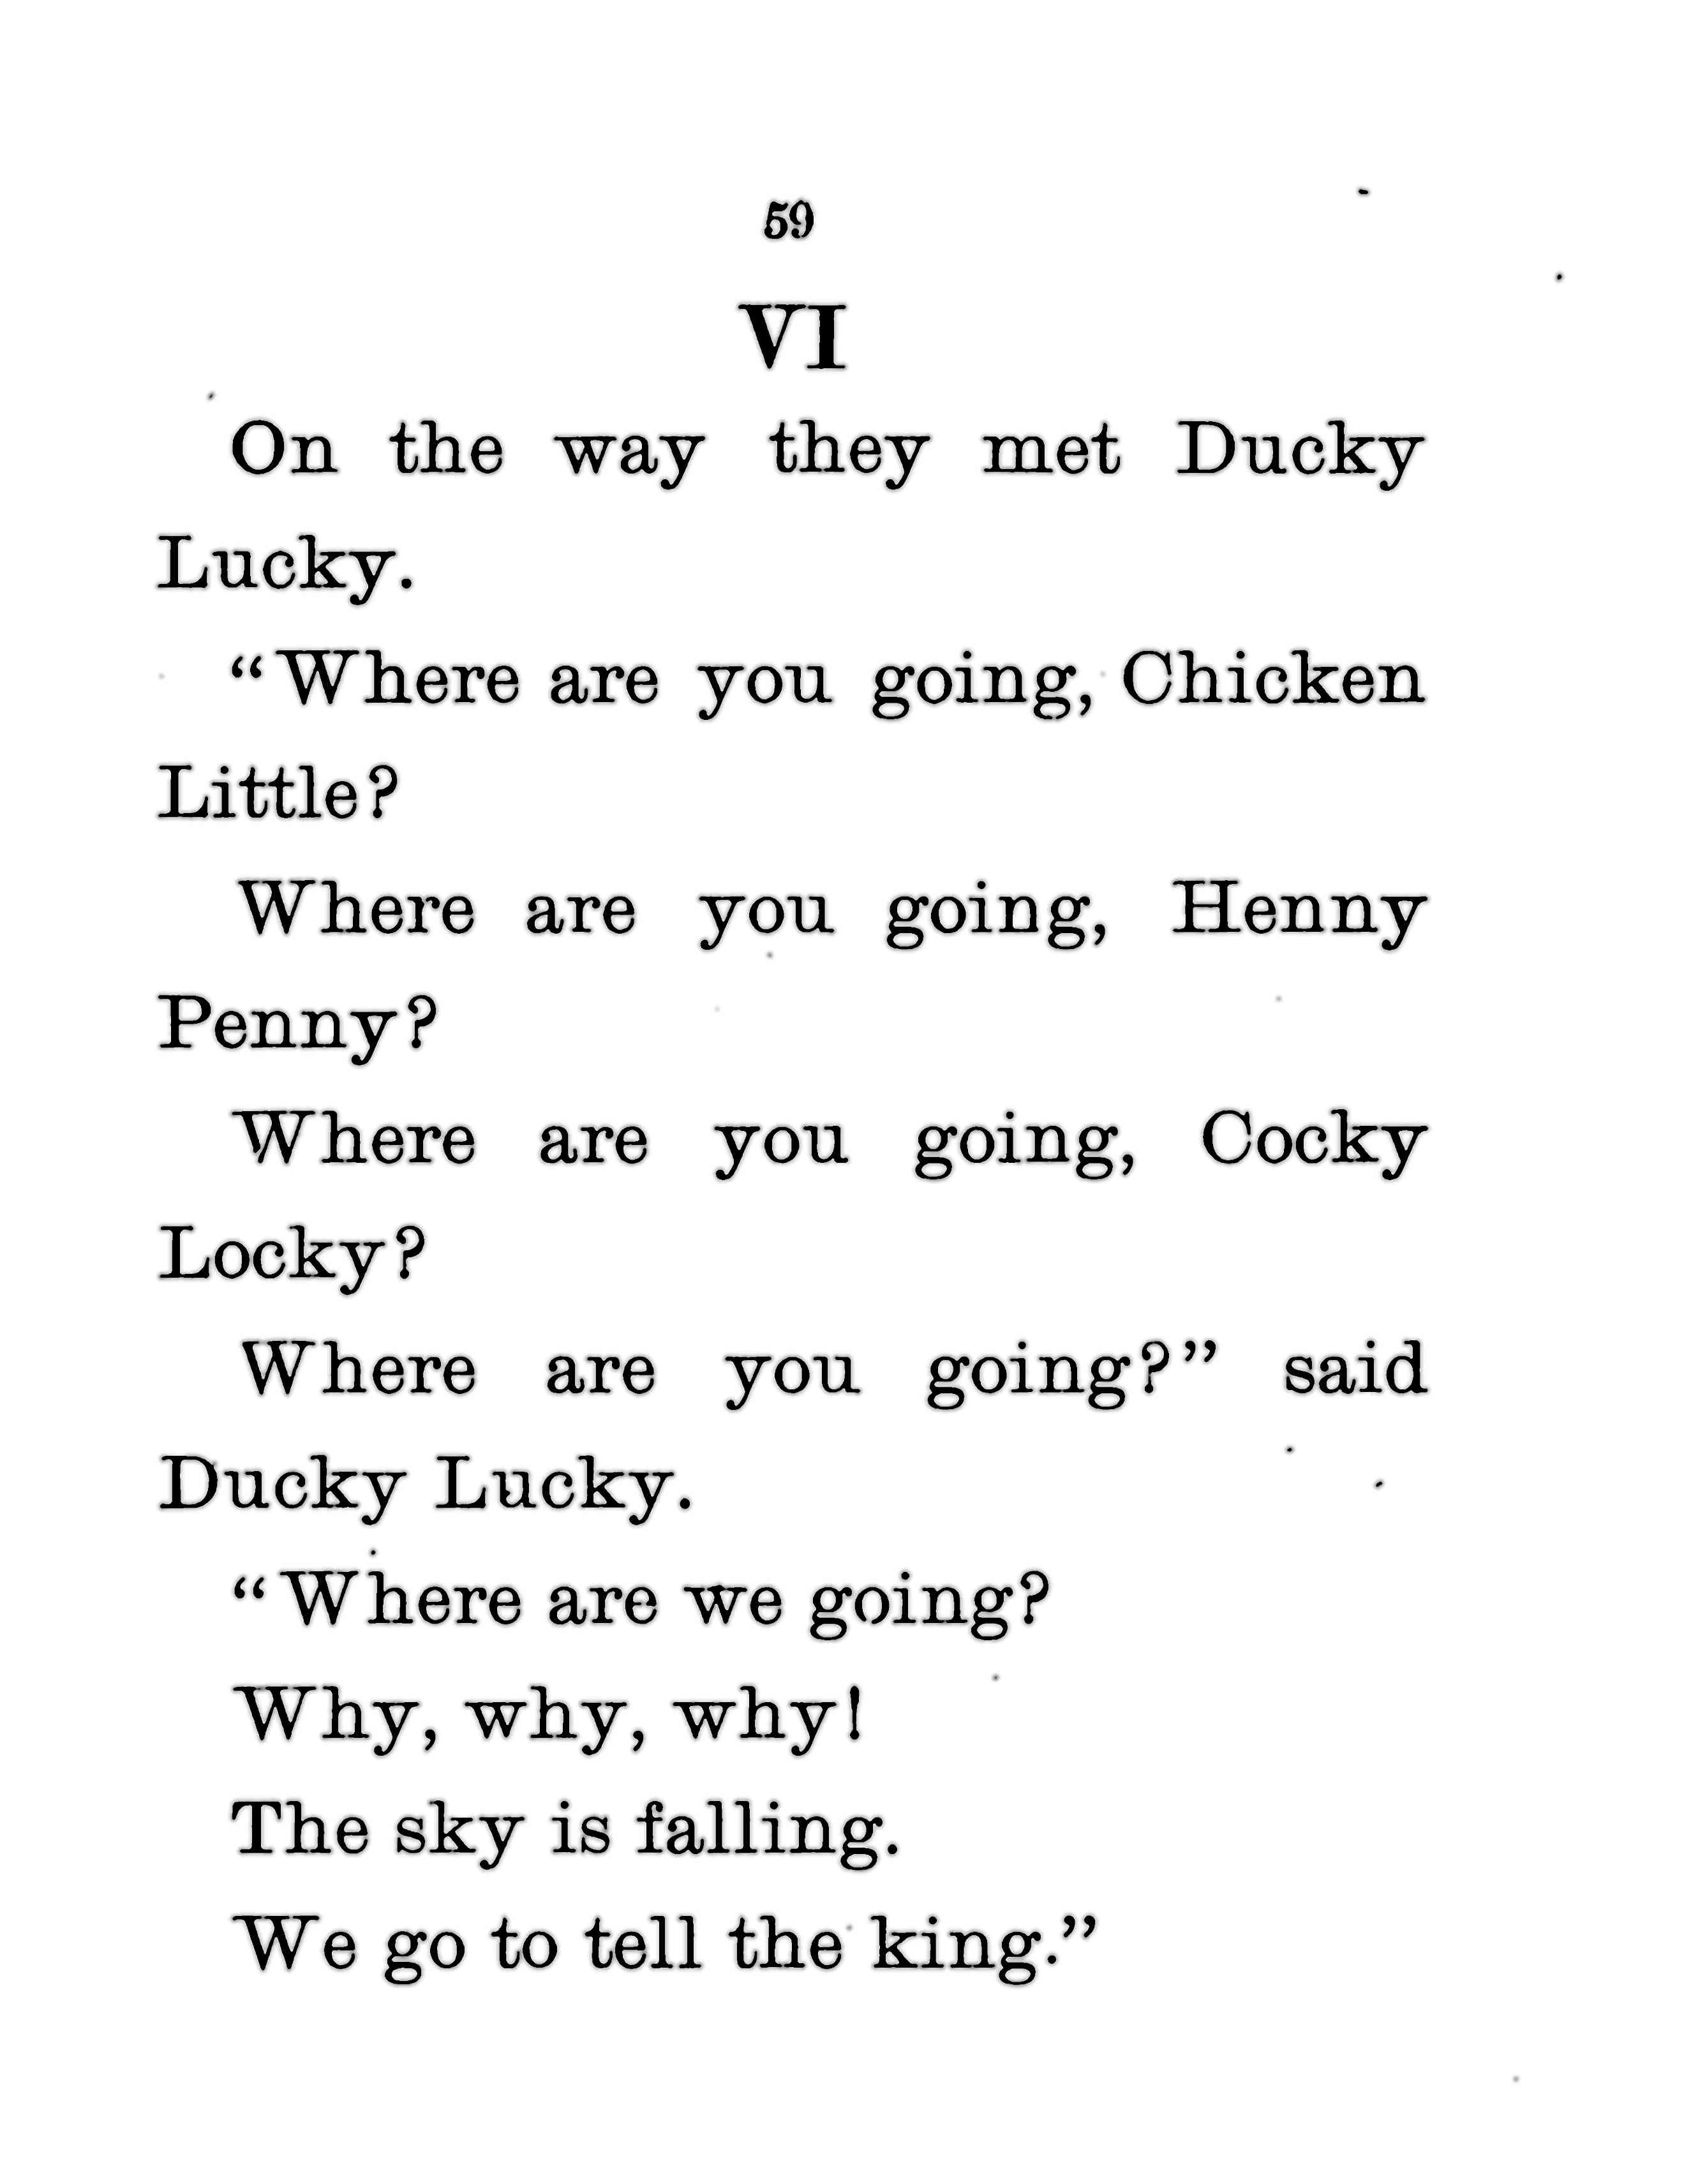 59
VI
On the way they met Ducky
Lucky.
“Where are you going, Chicken
Little?
Where are you going, Henny
Penny?
Where are you going, Cocky
Locky?
Where are you going?” said
Ducky Lucky.
“Where are we going?
Why, why, why!
The sky is falling.
We go to tell the king.”